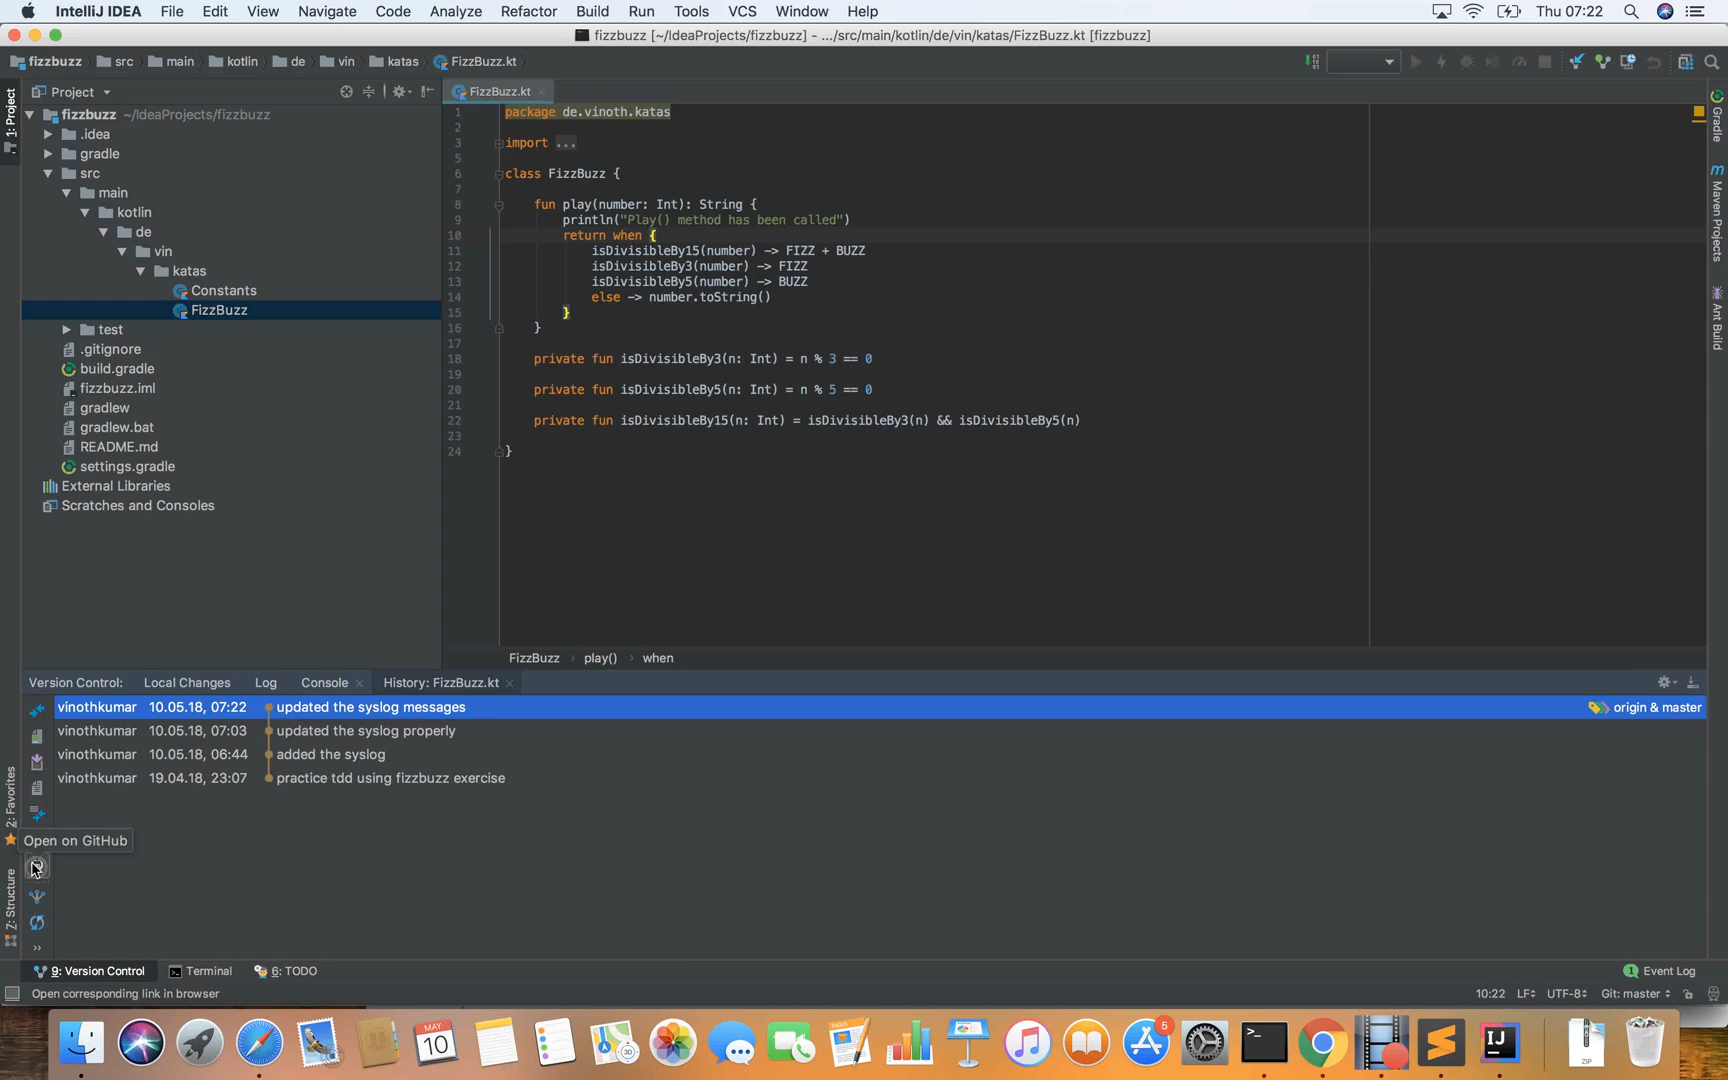 IntelliJ IDEA File Edit View Navigate Code Analyze Refactor Build Run Tools VCS Window Help Thu 07:22
fizzbuzz [~/IdeaProjects/fizzbuzz] - .../src/main/kotlin/de/vin/katas/FizzBuzz.kt [fizzbuzz]
fizzbuzz src main kotlin de vin katas FizzBuzz.kt
1: Project
2: Favorites
Z: Structure
Project
fizzbuzz ~/IdeaProjects/fizzbuzz
.idea
gradle
src
main
kotlin
de
vin
katas
Constants
FizzBuzz
test
.gitignore
build.gradle
fizzbuzz.iml
gradlew
gradlew.bat
README.md
settings.gradle
External Libraries
Scratches and Consoles
FizzBuzz.kt
1 package de.vinoth.katas
2
3 import ...
5
6 class FizzBuzz {
7
8 fun play(number: Int): String {
9 println("Play() method has been called")
10 return when {
11 isDivisibleBy15(number) -> FIZZ + BUZZ
12 isDivisibleBy3(number) -> FIZZ
13 isDivisibleBy5(number) -> BUZZ
14 else -> number.toString()
15 }
16 }
17
18 private fun isDivisibleBy3(n: Int) = n % 3 == 0
19
20 private fun isDivisibleBy5(n: Int) = n % 5 == 0
21
22 private fun isDivisibleBy15(n: Int) = isDivisibleBy3(n) && isDivisibleBy5(n)
23
24 }
FizzBuzz play() when
Gradle
Maven Projects
Ant Build
Version Control: Local Changes Log Console History: FizzBuzz.kt
vinothkumar 10.05.18, 07:22 updated the syslog messages origin & master
vinothkumar 10.05.18, 07:03 updated the syslog properly
vinothkumar 10.05.18, 06:44 added the syslog
vinothkumar 19.04.18, 23:07 practice tdd using fizzbuzz exercise
Open on GitHub
9: Version Control Terminal 6: TODO 1 Event Log
Open corresponding link in browser 10:22 LF UTF-8 Git: master
MAY
10
3D
PAGES
5
IJ
ZIP